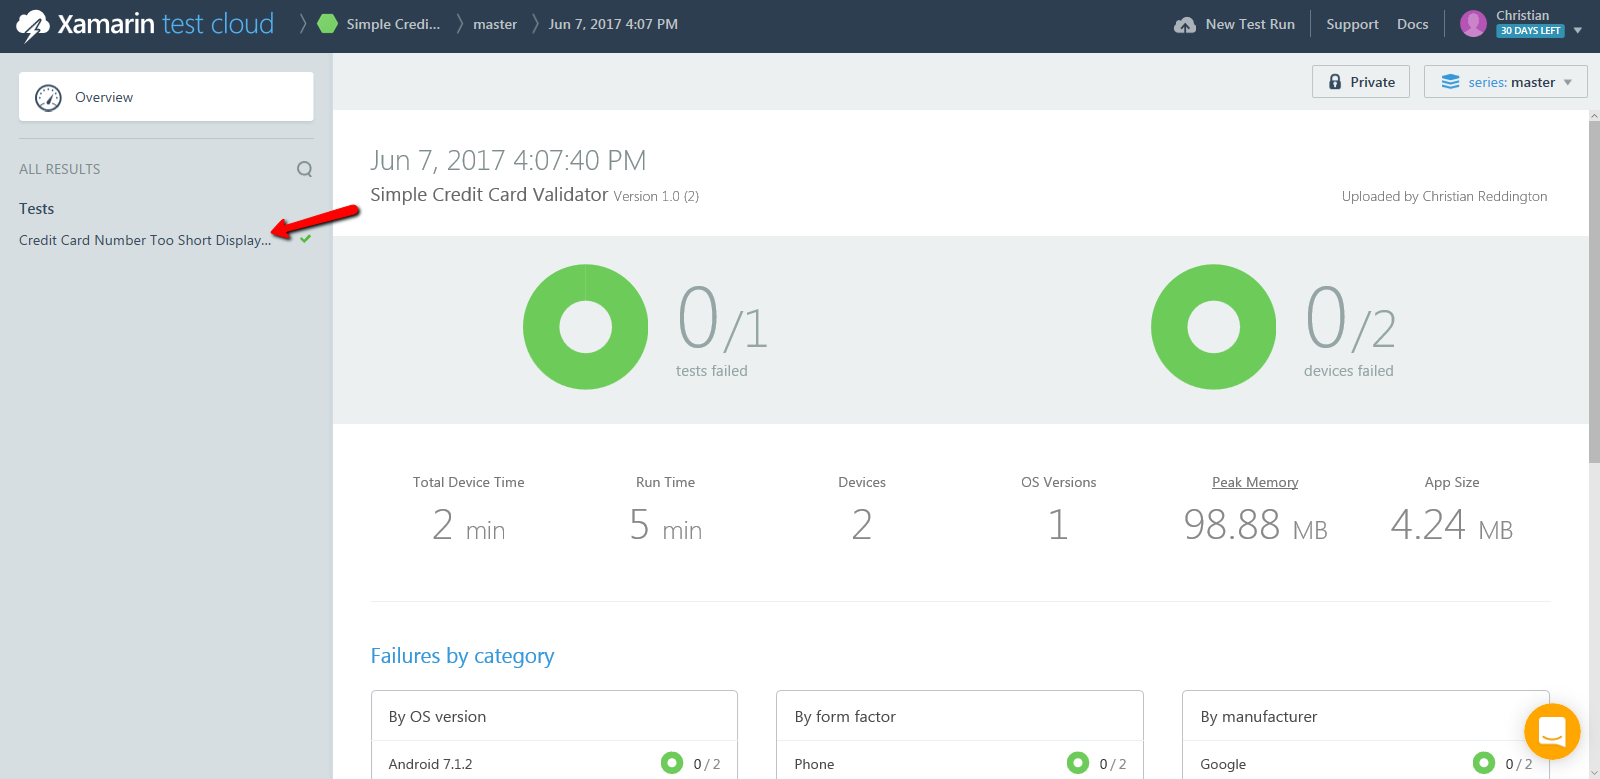 Xamarin test cloud
Simple Credi...
master
Jun 7, 2017 4:07 PM
New Test Run
Support
Docs
Christian
30 DAYS LEFT
Overview
Private
series: master
ALL RESULTS
Tests
Credit Card Number Too Short Display...
Jun 7, 2017 4:07:40 PM
Simple Credit Card Validator Version 1.0 (2)
Uploaded by Christian Reddington
0/1
tests failed
0/2
devices failed
Total Device Time
2 min
Run Time
5 min
Devices
2
OS Versions
1
Peak Memory
98.88 MB
App Size
4.24 MB
Failures by category
By OS version
Android 7.1.2
0 / 2
By form factor
Phone
0 / 2
By manufacturer
Google
0 / 2